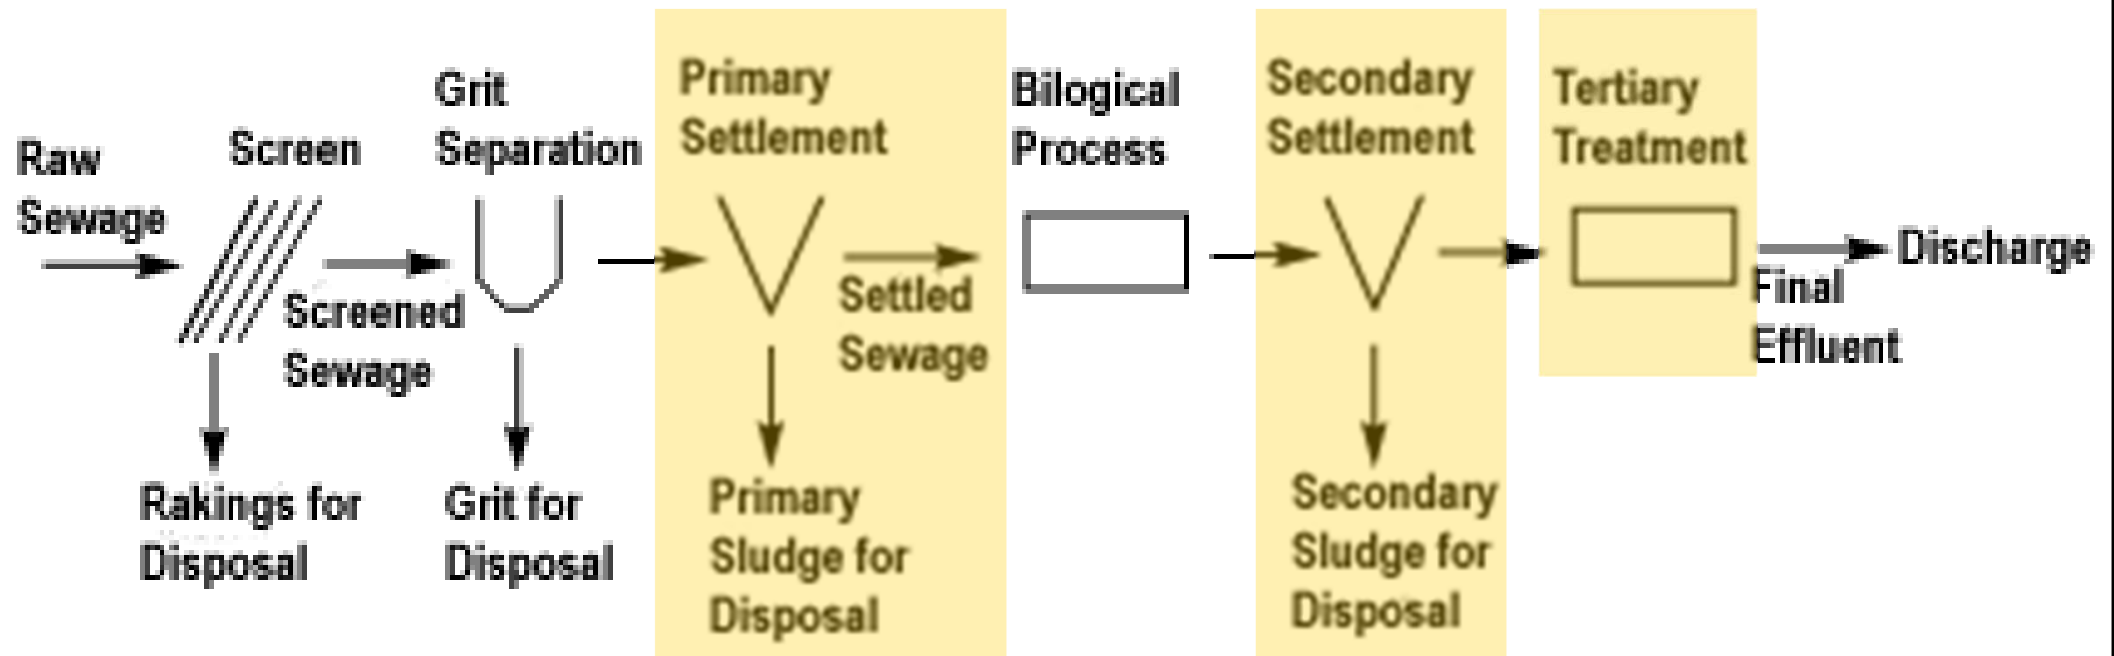 Raw
Sewage
Screen
Screened
Sewage
Rakings for
Disposal
Grit
Separation
Grit for
Disposal
Primary
Settlement
Settled
Sewage
Primary
Sludge for
Disposal
Bilogical
Process
Secondary
Settlement
Secondary
Sludge for
Disposal
Tertiary
Treatment
Final
Effluent
Discharge